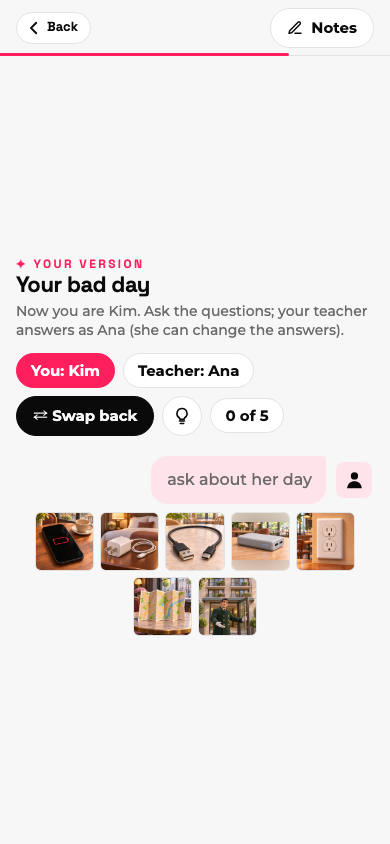 Back
Notes
✦ YOUR VERSION
Your bad day
Now you are Kim. Ask the questions; your teacher
answers as Ana (she can change the answers).
You: Kim
Teacher: Ana
⇄ Swap back
0 of 5
ask about her day